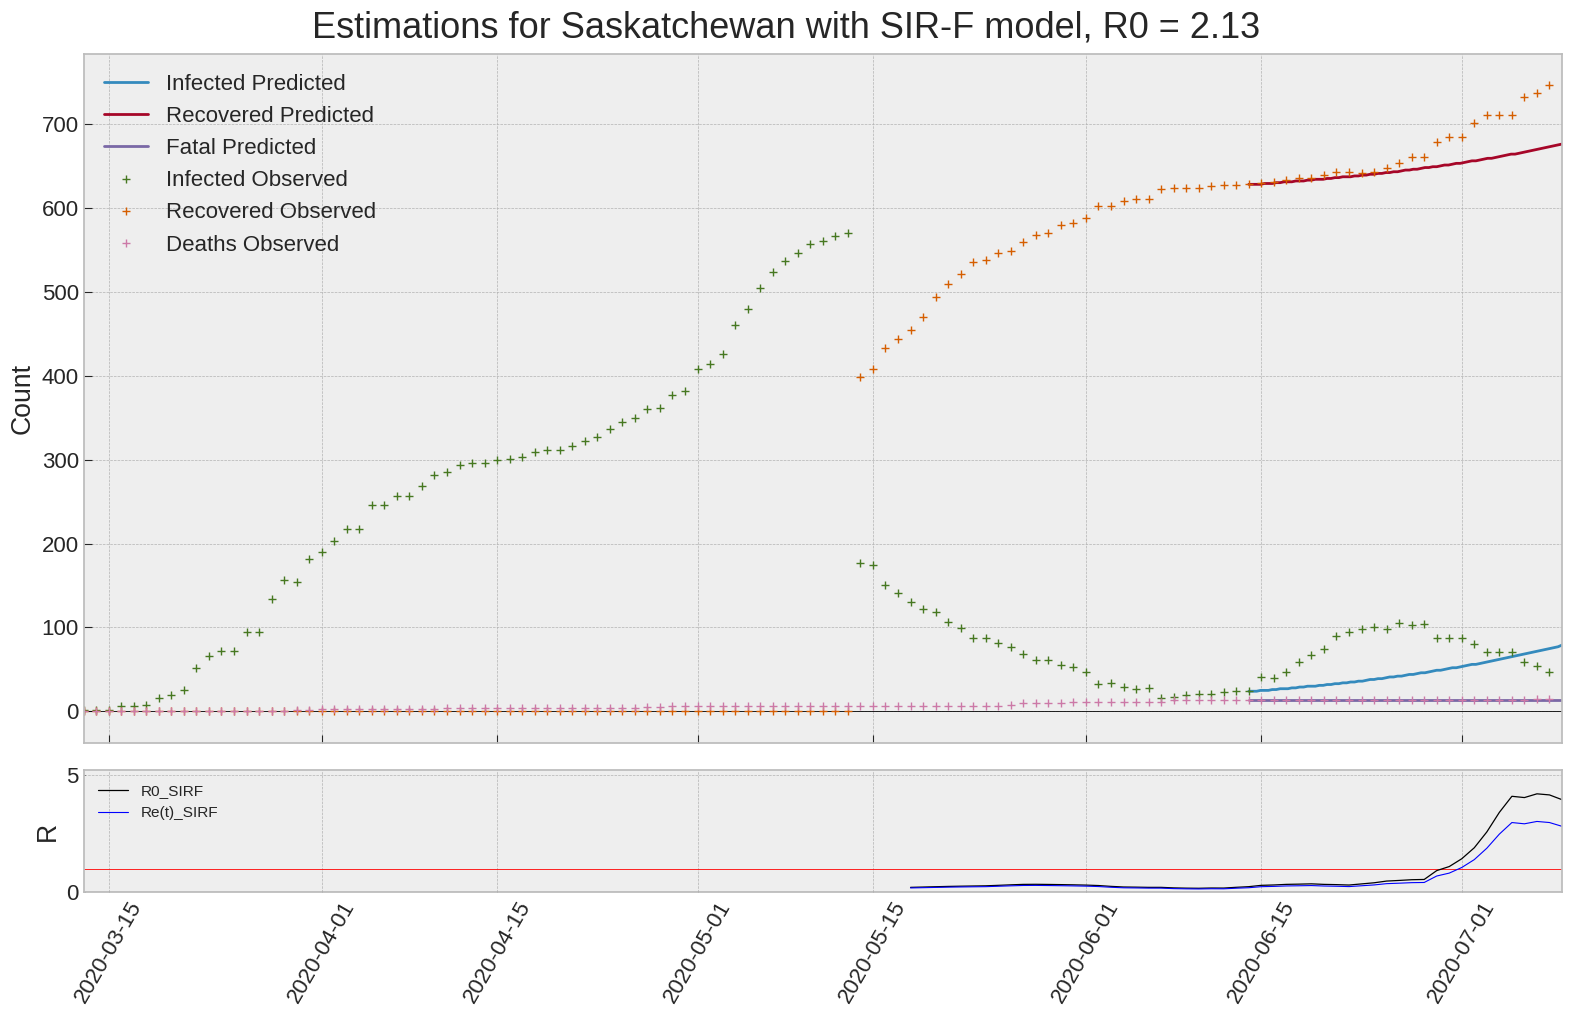 Estimations for Saskatchewan with SIR-F model, R0 = 2.13
Infected Predicted
Recovered Predicted
Fatal Predicted
Infected Observed
Recovered Observed
Deaths Observed
Count
700
600
500
400
300
200
100
0
R0_SIRF
Re(t)_SIRF
R
5
0
2020-03-15
2020-04-01
2020-04-15
2020-05-01
2020-05-15
2020-06-01
2020-06-15
2020-07-01